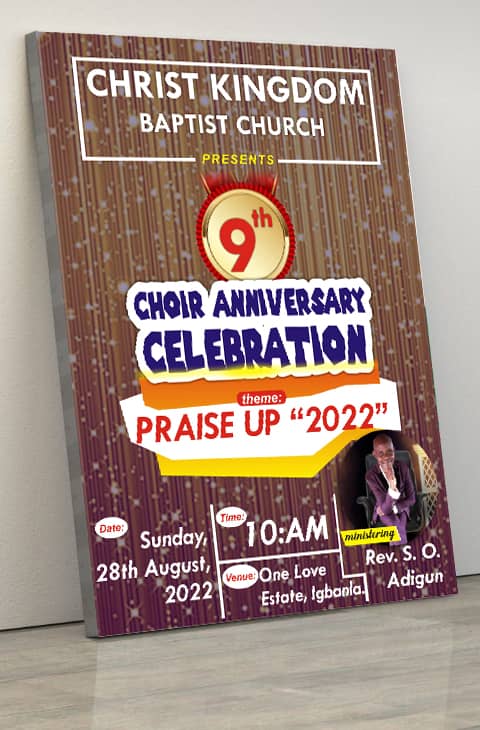 CHRIST KINGDOM
BAPTIST CHURCH
PRESENTS
9th
CHOIR ANNIVERSARY
CELEBRATION
theme:
PRAISE UP “2022”
Date:
Sunday,
28th August,
2022
Time:
10:AM
Venue:
One Love
Estate, Igbanla.
ministering
Rev. S. O.
Adigun